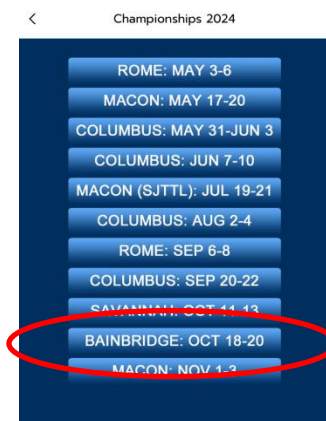 Championships 2024
ROME: MAY 3-6
MACON: MAY 17-20
COLUMBUS: MAY 31-JUN 3
COLUMBUS: JUN 7-10
MACON (SJTTL): JUL 19-21
COLUMBUS: AUG 2-4
ROME: SEP 6-8
COLUMBUS: SEP 20-22
SAVANNAH: OCT 11-13
BAINBRIDGE: OCT 18-20
MACON: NOV 1-3